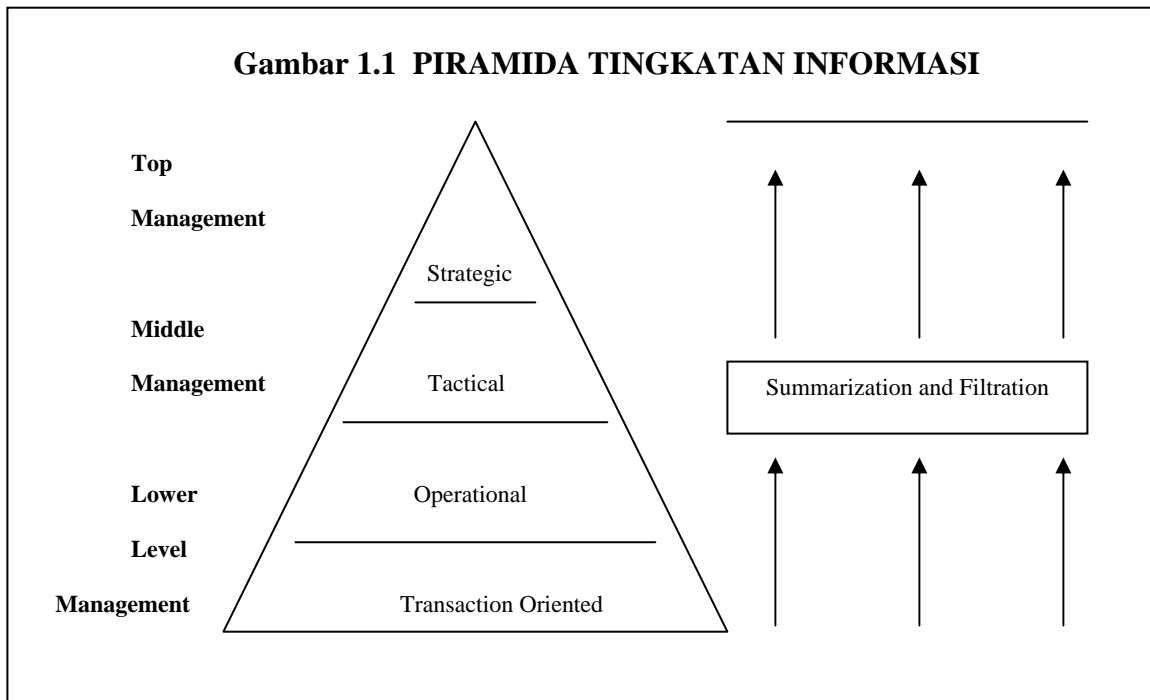 Gambar 1.1 PIRAMIDA TINGKATAN INFORMASI
Top
Management
Strategic
Middle
Management
Tactical
Summarization and Filtration
Lower
Operational
Level
Management
Transaction Oriented